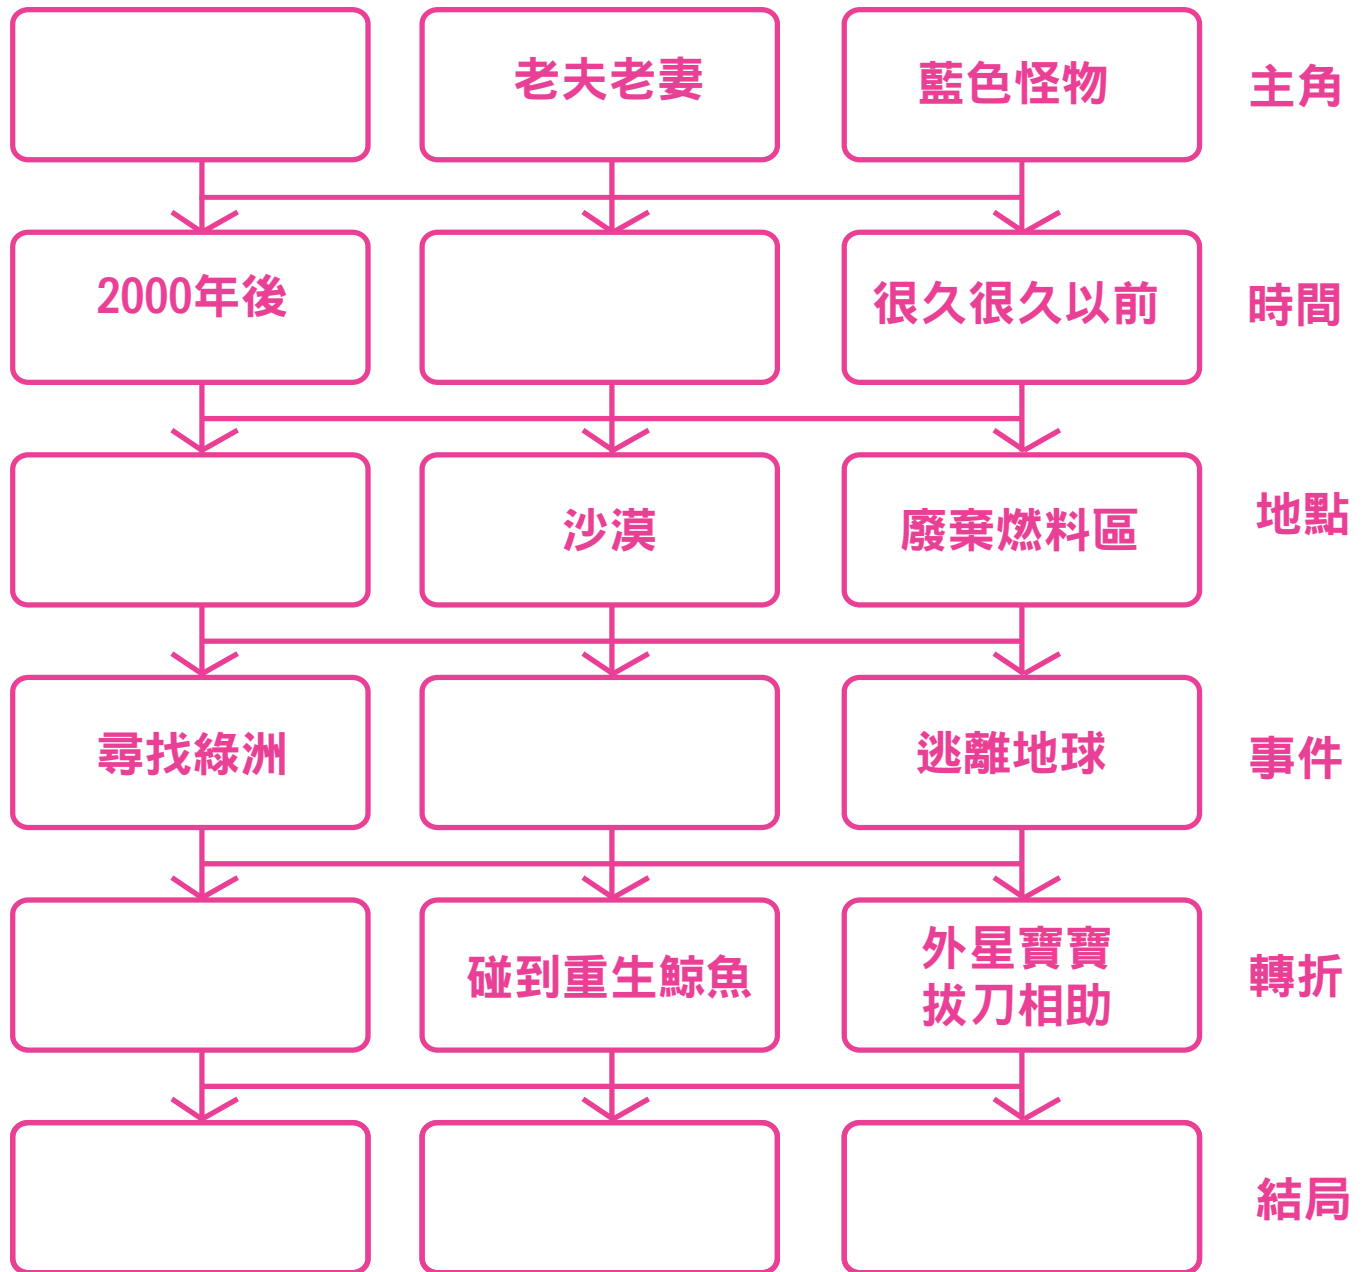 老夫老妻
藍色怪物
主角
2000年後
很久很久以前
時間
沙漠
廢棄燃料區
地點
尋找綠洲
逃離地球
事件
碰到重生鯨魚
外星寶寶
拔刀相助
轉折
結局